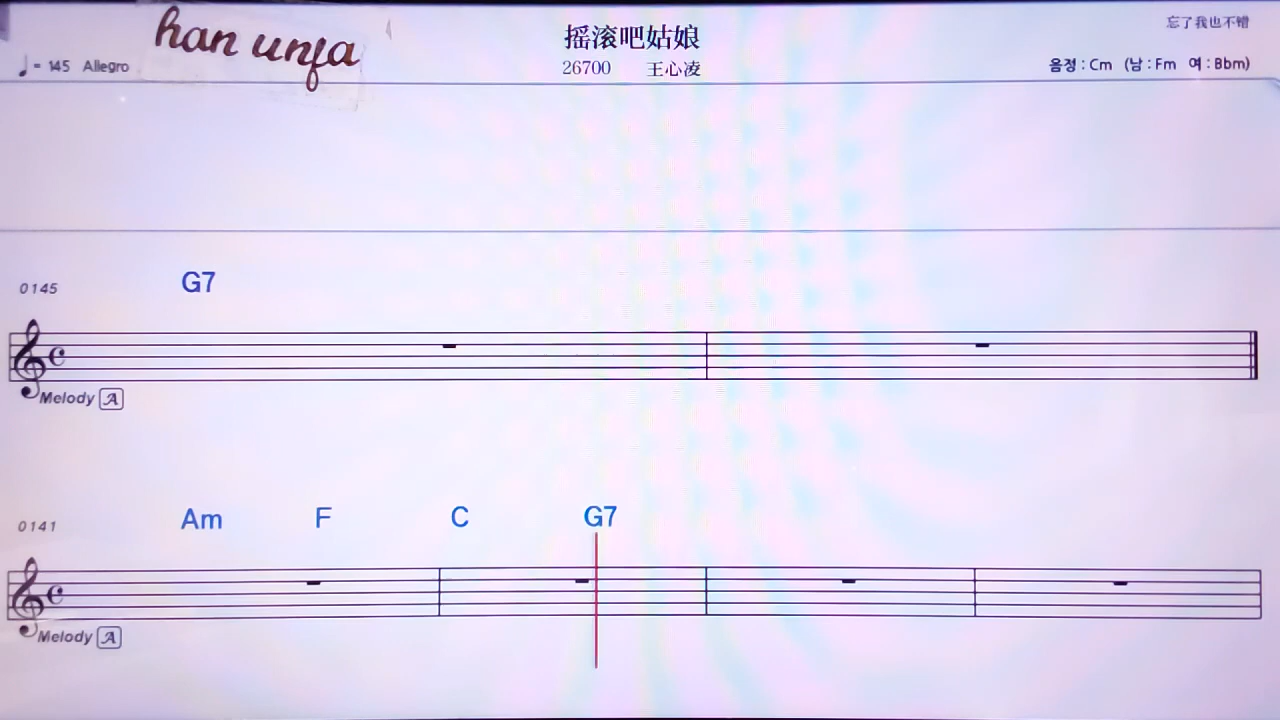 han unfa
摇滚吧姑娘
忘了我也不错
♩= 145 Allegro
26700 王心凌
음정 : Cm (남 : Fm 여 : Bbm)
0145 G7
Melody A
0141 Am F C G7
Melody A